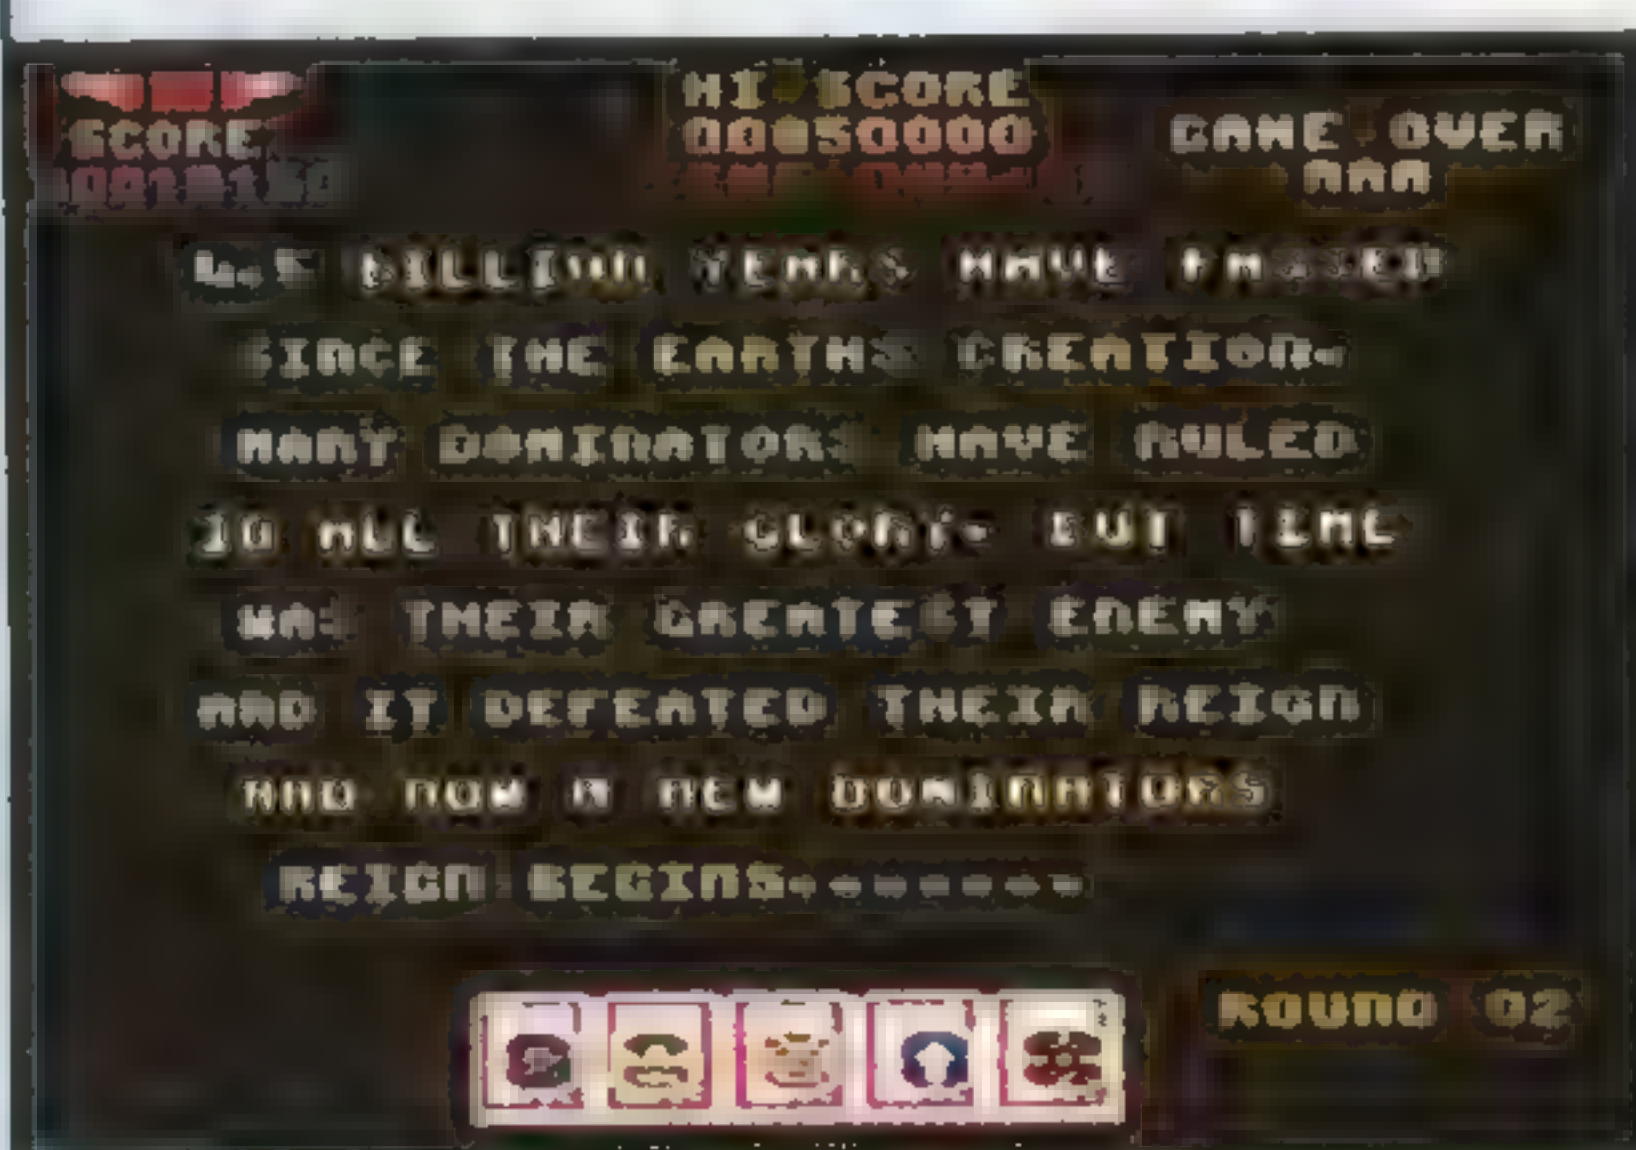 SCORE
HI SCORE
00050000
GAME OVER
AAA
BILLION YEARS HAVE PASSED
SINCE THE EARTHS CREATION.
MANY DOMINATORS HAVE RULED
IN ALL THEIR GLORY. BUT TIME
WAS THEIR GREATEST ENEMY
AND IT DEFEATED THEIR REIGN
AND NOW A NEW DOMINATORS
REIGN BEGINS.......
ROUND 02